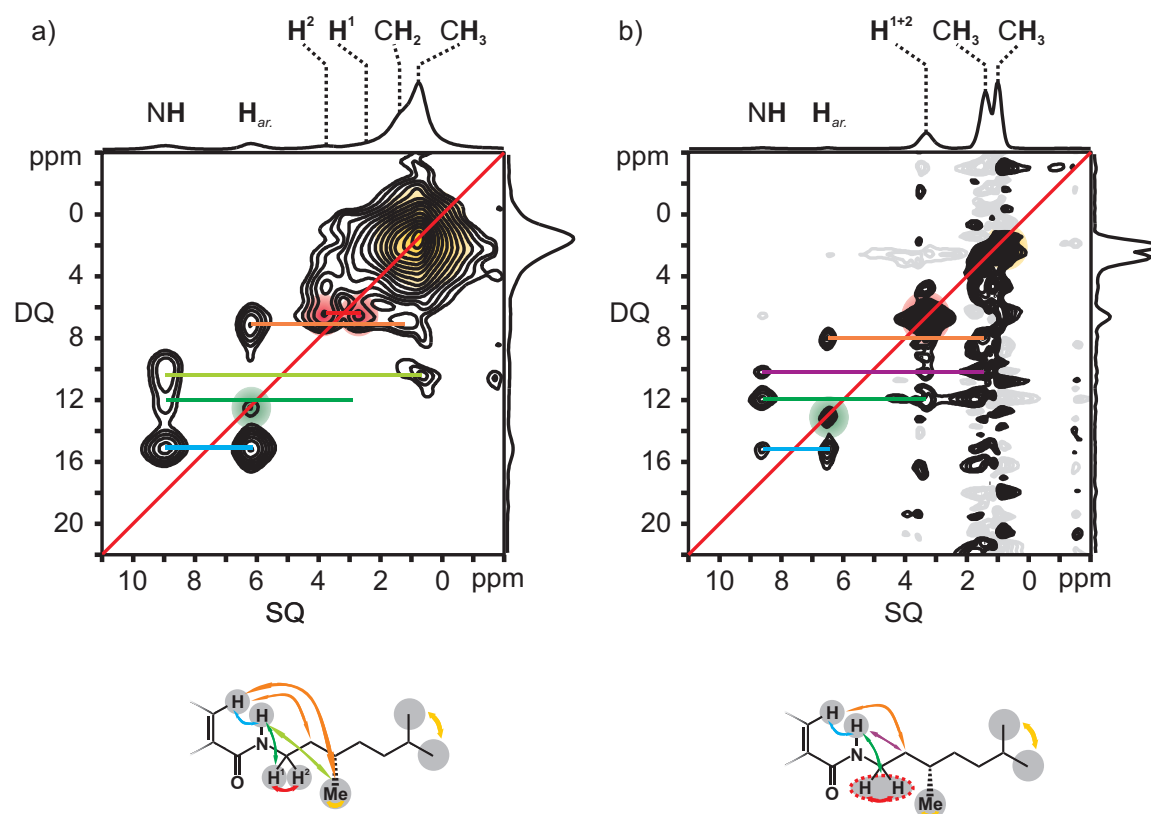 a)
H² H¹ CH₂ CH₃
NH H ar.
ppm
0
4
DQ 8
12
16
20
10 8 6 4 2 0 ppm
SQ
b)
H¹⁺² CH₃ CH₃
NH H ar.
ppm
0
4
DQ 8
12
16
20
10 8 6 4 2 0 ppm
SQ
H
H
N
O
H¹ H²
Me
H
H
N
O
H H
Me